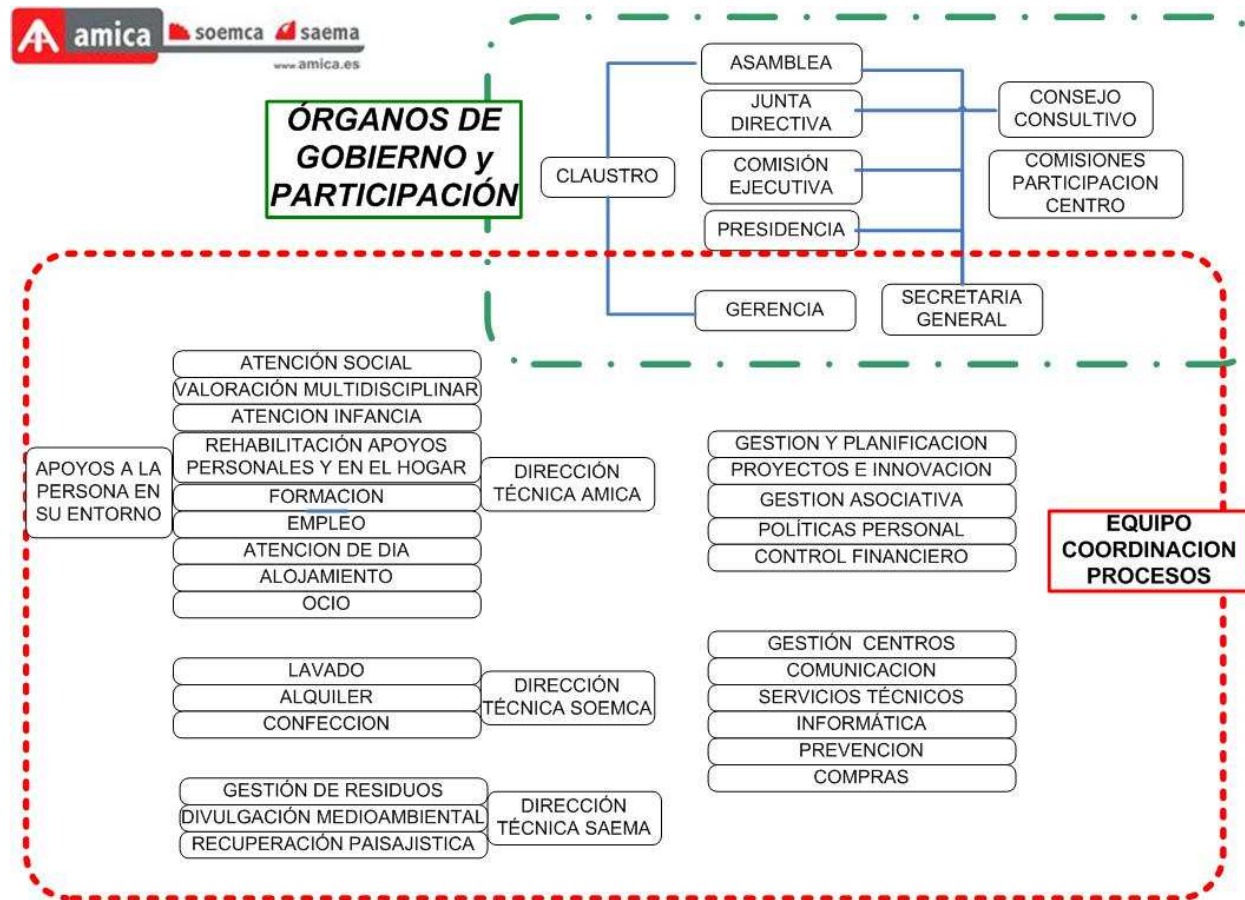 amica soemca saema
www.amica.es
ÓRGANOS DE
GOBIERNO y
PARTICIPACIÓN
CLAUSTRO
ASAMBLEA
JUNTA
DIRECTIVA
COMISIÓN
EJECUTIVA
PRESIDENCIA
CONSEJO
CONSULTIVO
COMISIONES
PARTICIPACION
CENTRO
GERENCIA
SECRETARIA
GENERAL
APOYOS A LA
PERSONA EN
SU ENTORNO
ATENCIÓN SOCIAL
VALORACIÓN MULTIDISCIPLINAR
ATENCION INFANCIA
REHABILITACIÓN APOYOS
PERSONALES Y EN EL HOGAR
FORMACION
EMPLEO
ATENCION DE DIA
ALOJAMIENTO
OCIO
DIRECCIÓN
TÉCNICA AMICA
LAVADO
ALQUILER
CONFECCION
DIRECCIÓN
TÉCNICA SOEMCA
GESTIÓN DE RESIDUOS
DIVULGACIÓN MEDIOAMBIENTAL
RECUPERACIÓN PAISAJISTICA
DIRECCIÓN
TÉCNICA SAEMA
GESTION Y PLANIFICACION
PROYECTOS E INNOVACION
GESTION ASOCIATIVA
POLÍTICAS PERSONAL
CONTROL FINANCIERO
GESTIÓN CENTROS
COMUNICACION
SERVICIOS TÉCNICOS
INFORMÁTICA
PREVENCION
COMPRAS
EQUIPO
COORDINACION
PROCESOS